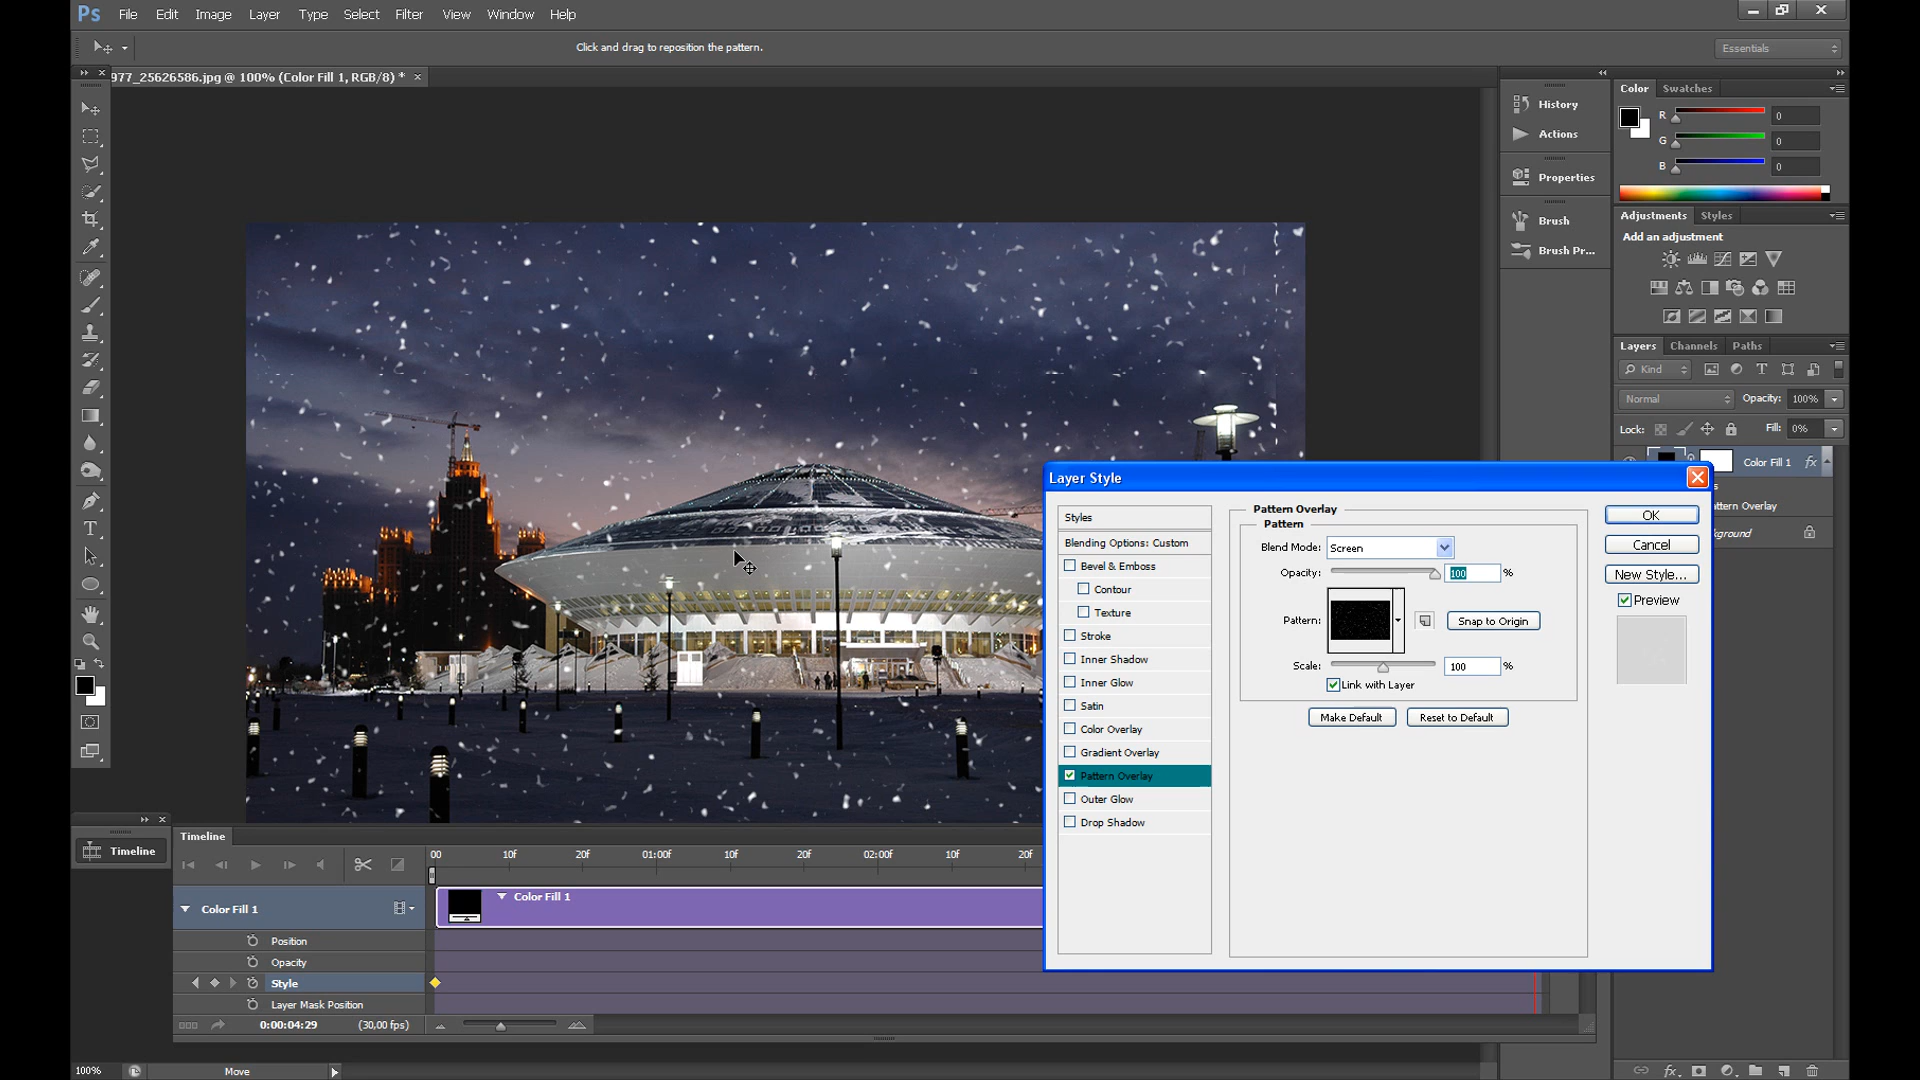 Ps File Edit Image Layer Type Select Filter View Window Help
Click and drag to reposition the pattern.
Essentials
977_25626586.jpg @ 100% (Color Fill 1, RGB/8) *
History
Actions
Properties
Brush
Brush Pr...
Color Swatches
R 0
G 0
B 0
Adjustments Styles
Add an adjustment
Layers Channels Paths
Kind
Normal Opacity: 100%
Lock: Fill: 0%
Color Fill 1 fx
s
attern Overlay
ground
Layer Style
Styles
Blending Options: Custom
Bevel & Emboss
Contour
Texture
Stroke
Inner Shadow
Inner Glow
Satin
Color Overlay
Gradient Overlay
Pattern Overlay
Outer Glow
Drop Shadow
Pattern Overlay
Pattern
Blend Mode: Screen
Opacity: 100 %
Pattern: Snap to Origin
Scale: 100 %
Link with Layer
Make Default Reset to Default
OK
Cancel
New Style...
Preview
Timeline
Timeline
00 10f 20f 01:00f 10f 20f 02:00f 10f 20f
Color Fill 1
Color Fill 1
Position
Opacity
Style
Layer Mask Position
0:00:04:29 (30,00 fps)
100% Move
fx